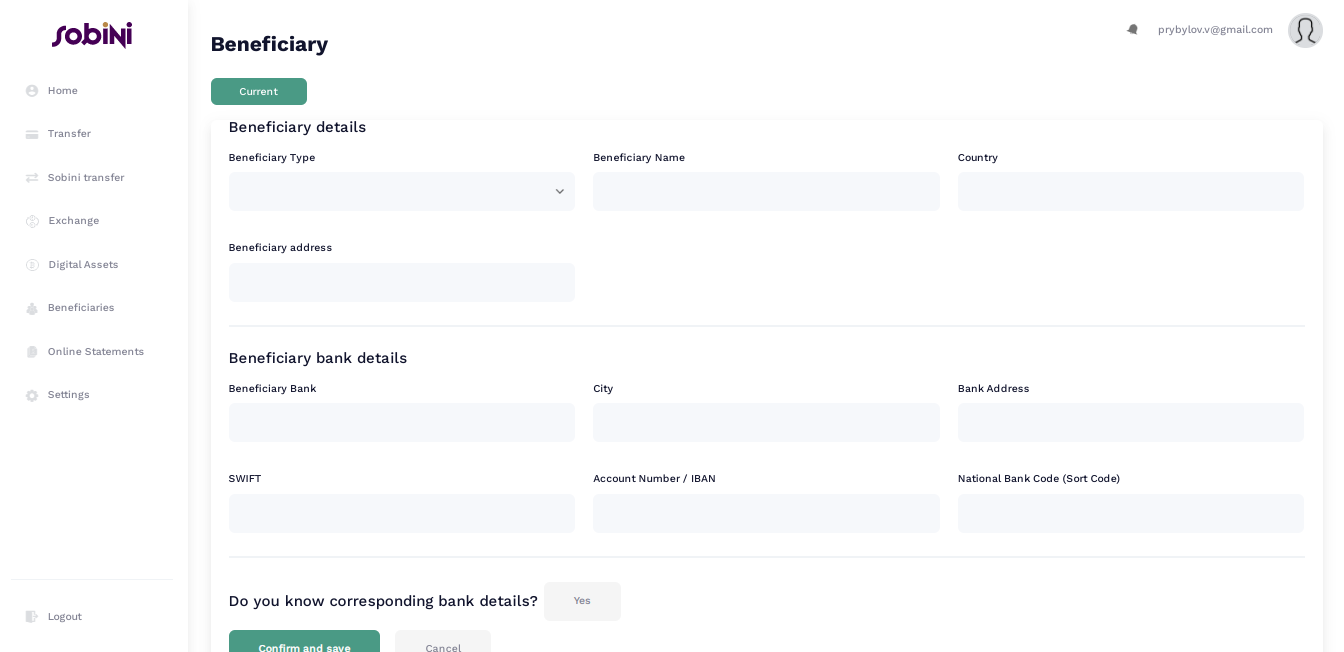 sobini
prybylov.v@gmail.com
Beneficiary
Home
Transfer
Sobini transfer
Exchange
Digital Assets
Beneficiaries
Online Statements
Settings
Logout
Current
Beneficiary details
Beneficiary Type
Beneficiary Name
Country
Beneficiary address
Beneficiary bank details
Beneficiary Bank
City
Bank Address
SWIFT
Account Number / IBAN
National Bank Code (Sort Code)
Do you know corresponding bank details? Yes
Confirm and save
Cancel